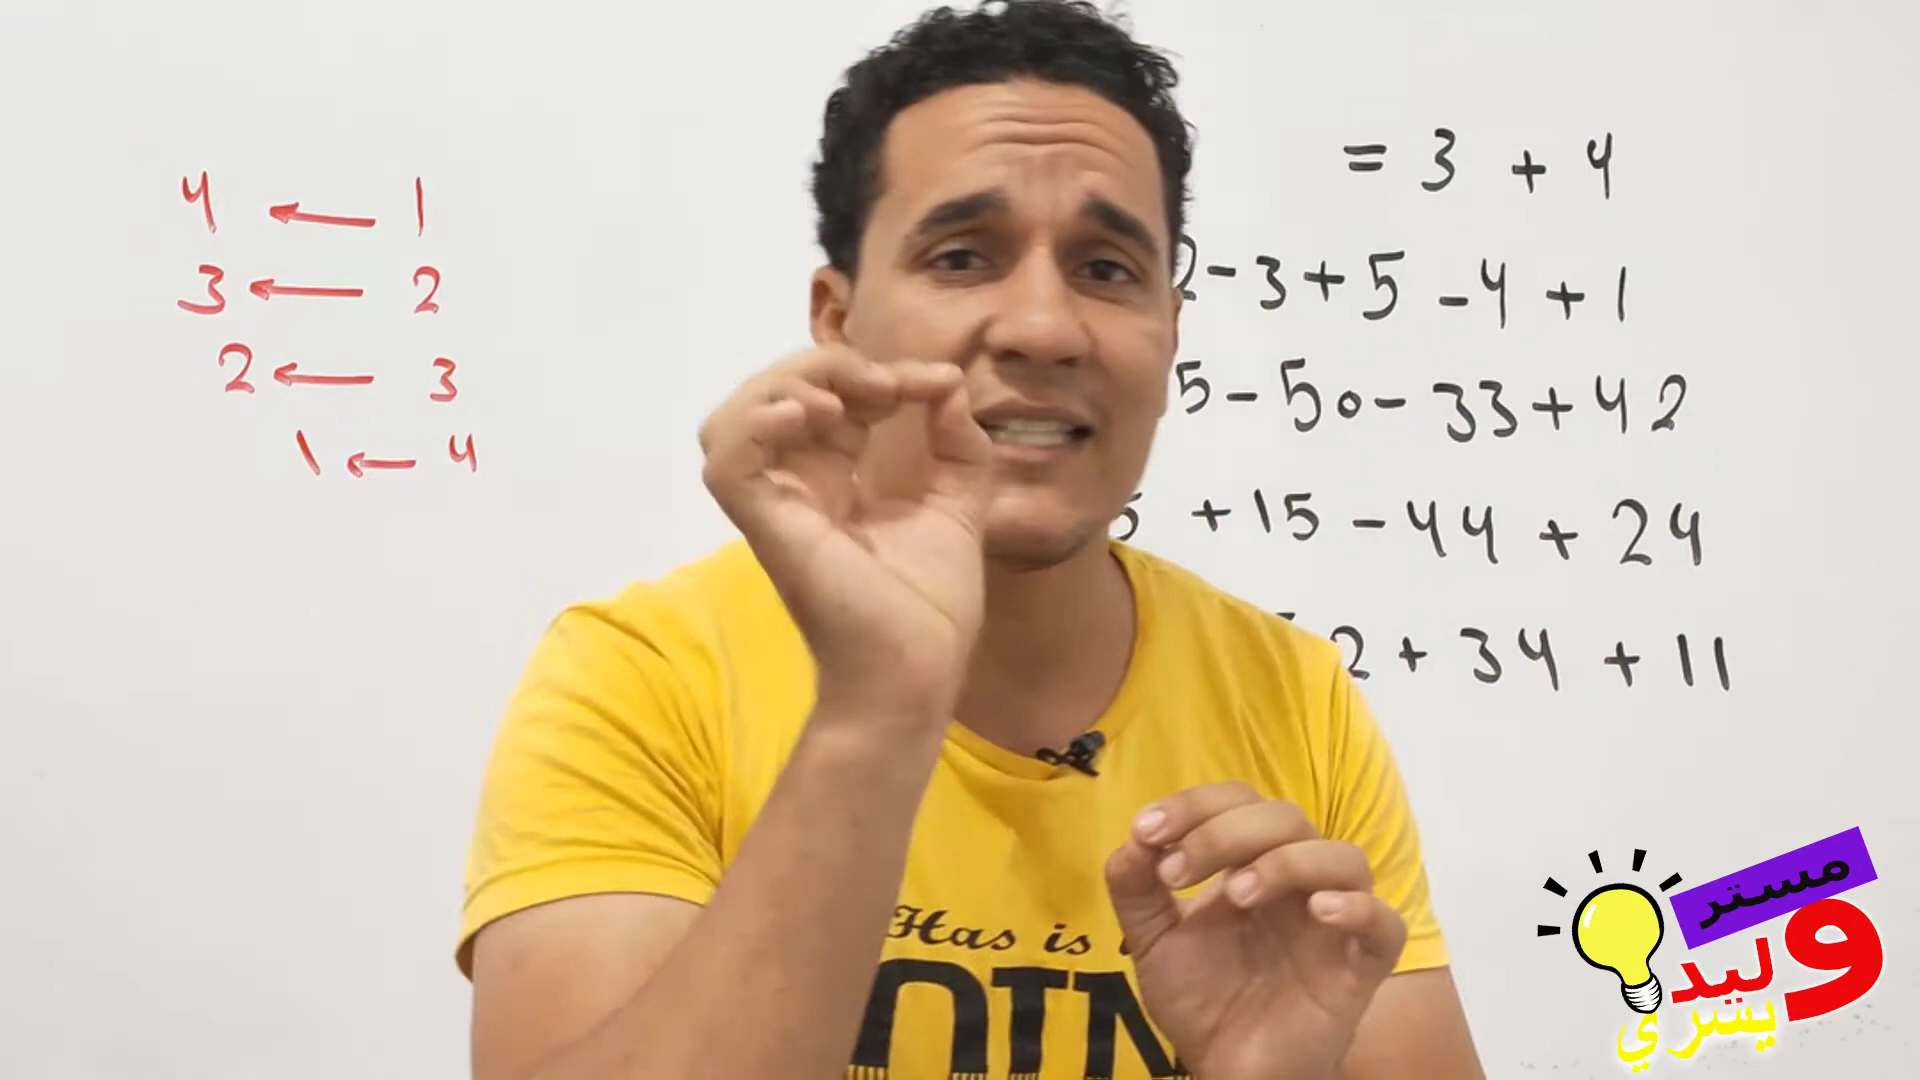 4 ← 1
3 ← 2
2 ← 3
1 ← 4
= 3 + 4
2 - 3 + 5 - 4 + 1
5 - 50 - 33 + 42
5 + 15 - 44 + 24
2 + 34 + 11
Has is
مستر
وليد
يسري